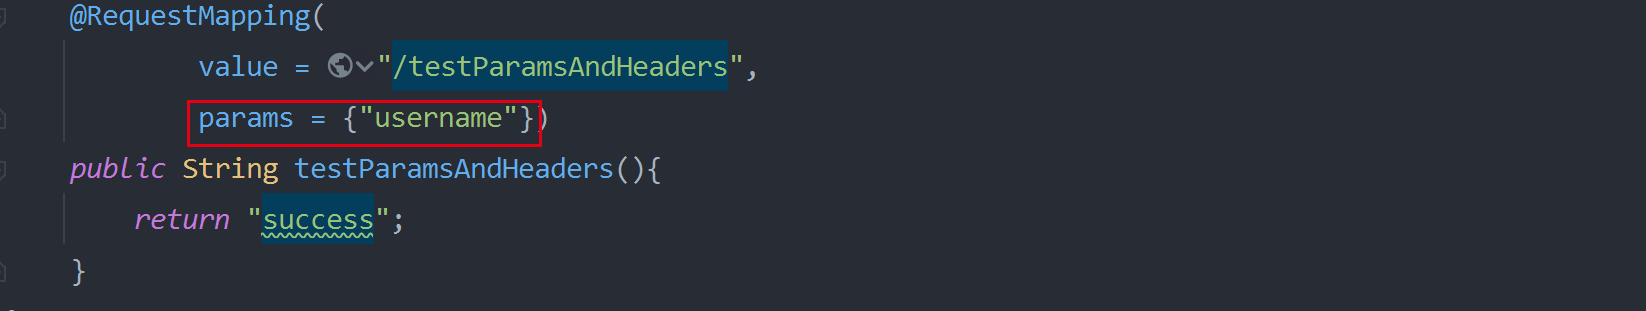 @RequestMapping(
value = "/testParamsAndHeaders",
params = {"username"})
public String testParamsAndHeaders(){
return "success";
}